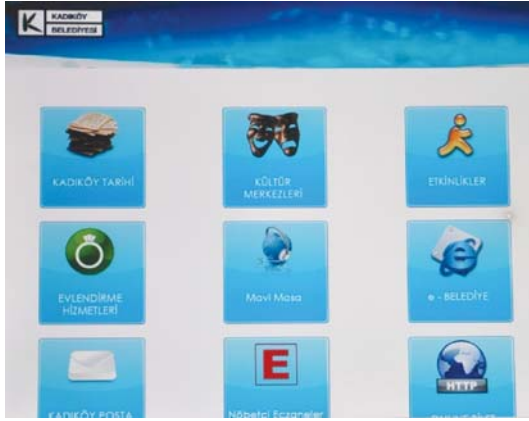 K
KADIKÖY
BELEDİYESİ
KADIKÖY TARİHİ
KÜLTÜR
MERKEZLERİ
ETKİNLİKLER
EVLENDİRME
HİZMETLERİ
Mavi Masa
e - BELEDİYE
KADIKÖY POSTA
E
Nöbetçi Eczaneler
HTTP